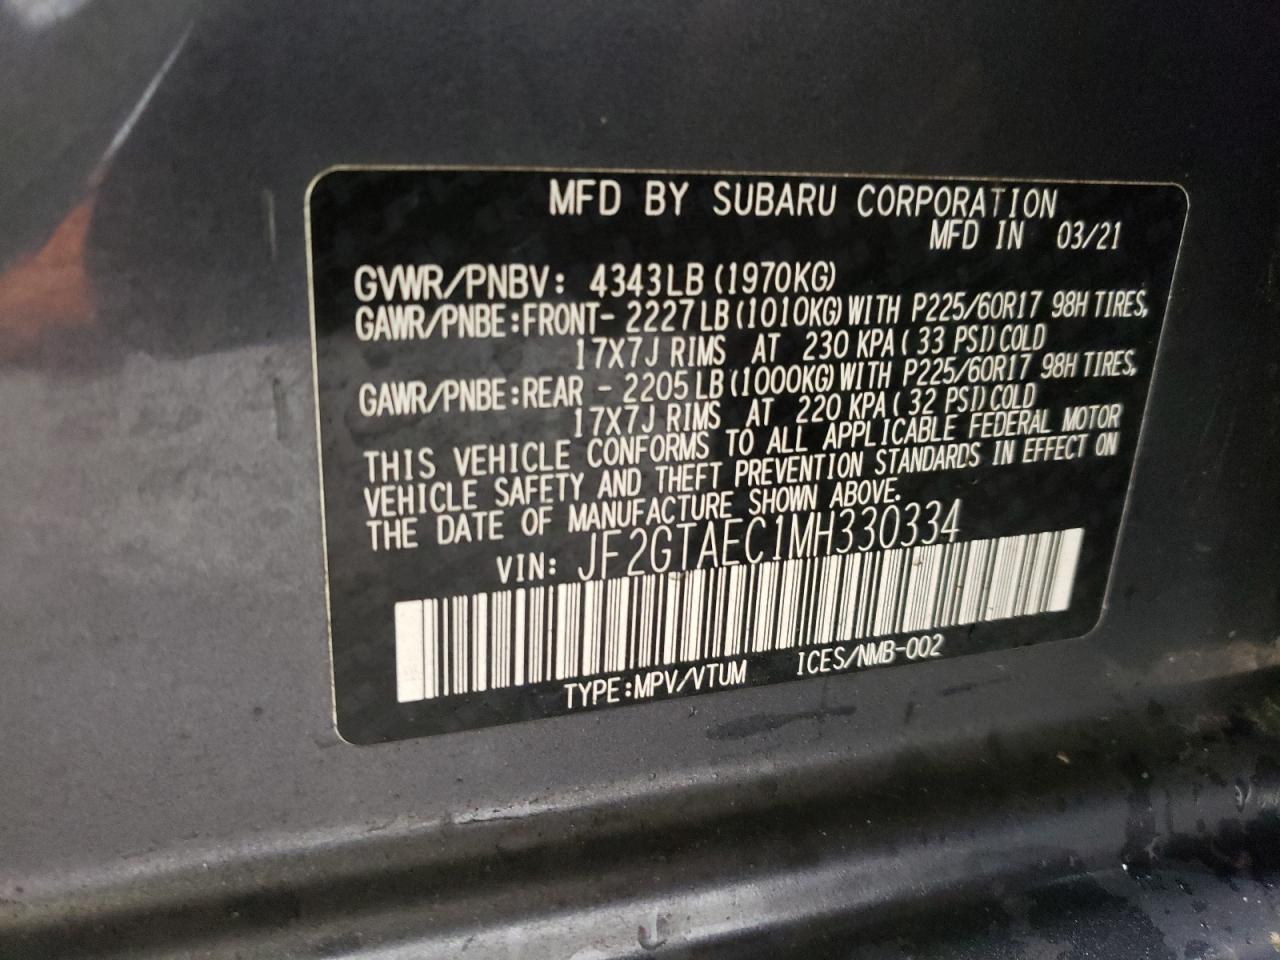 MFD BY SUBARU CORPORATION
MFD IN 03/21
GVWR/PNBV: 4343LB (1970KG)
GAWR/PNBE:FRONT- 2227LB(1010KG)WITH P225/60R17 98H TIRES,
17X7J RIMS AT 230 KPA( 33 PSI)COLD
GAWR/PNBE:REAR - 2205LB(1000KG)WITH P225/60R17 98H TIRES,
17X7J RIMS AT 220 KPA( 32 PSI)COLD
THIS VEHICLE CONFORMS TO ALL APPLICABLE FEDERAL MOTOR
VEHICLE SAFETY AND THEFT PREVENTION STANDARDS IN EFFECT ON
THE DATE OF MANUFACTURE SHOWN ABOVE.
VIN: JF2GTAEC1MH330334
TYPE:MPV/VTUM ICES/NMB-002